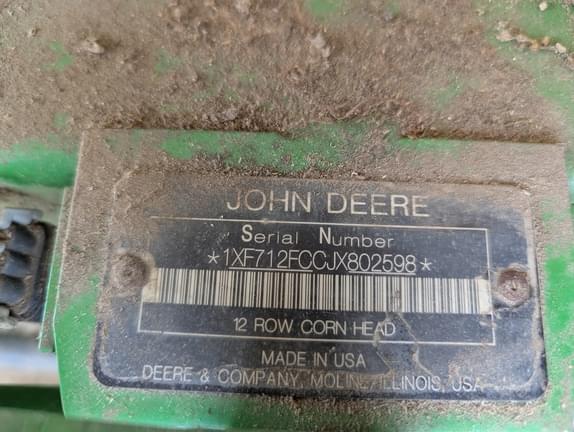 JOHN DEERE
Serial Number
*1XF712FCCJX802598*
12 ROW CORN HEAD
MADE IN USA
DEERE & COMPANY, MOLINE, ILLINOIS, USA